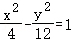 x²/4 − y²/12 = 1